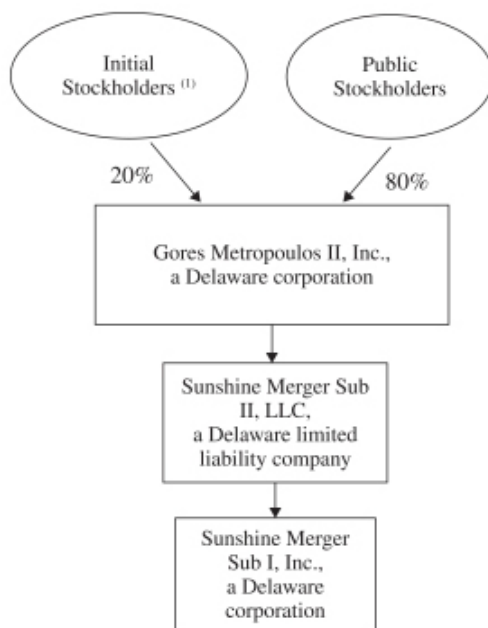 Initial
Stockholders (1)
Public
Stockholders
20%
80%
Gores Metropoulos II, Inc.,
a Delaware corporation
Sunshine Merger Sub
II, LLC,
a Delaware limited
liability company
Sunshine Merger
Sub I, Inc.,
a Delaware
corporation